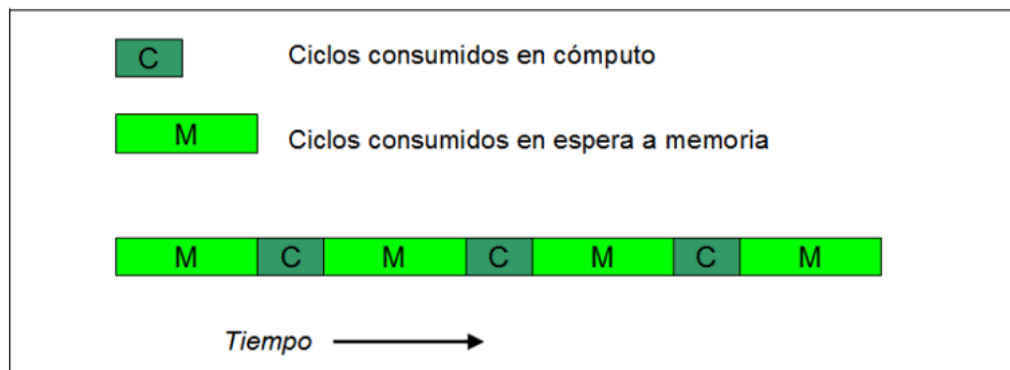 C Ciclos consumidos en cómputo
M Ciclos consumidos en espera a memoria
M C M C M C M
Tiempo